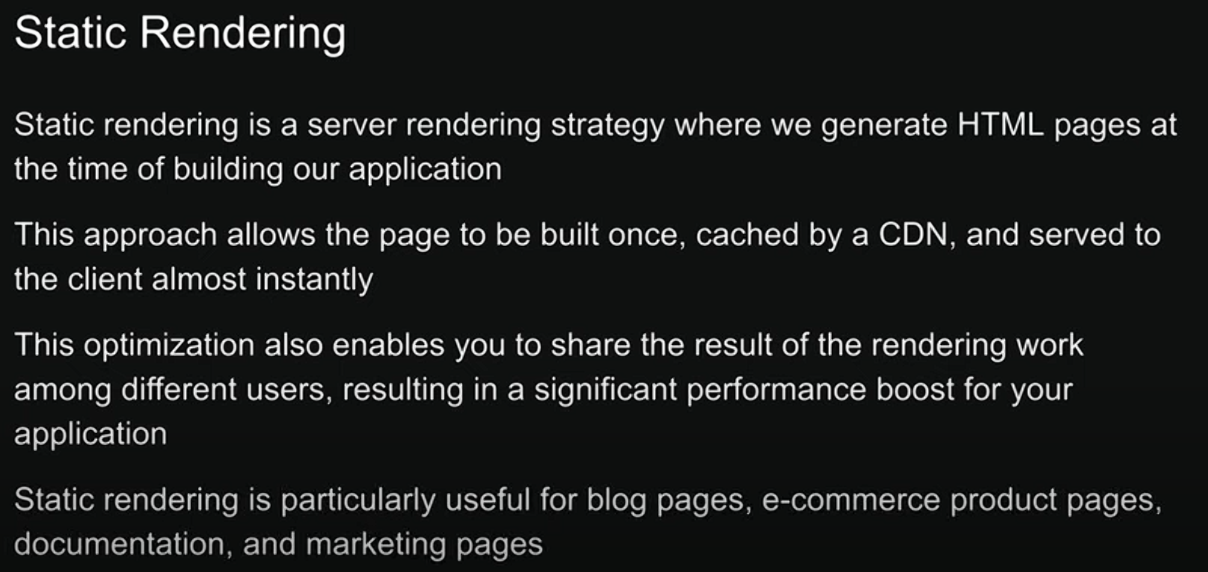 Static Rendering
Static rendering is a server rendering strategy where we generate HTML pages at
the time of building our application
This approach allows the page to be built once, cached by a CDN, and served to
the client almost instantly
This optimization also enables you to share the result of the rendering work
among different users, resulting in a significant performance boost for your
application
Static rendering is particularly useful for blog pages, e-commerce product pages,
documentation, and marketing pages